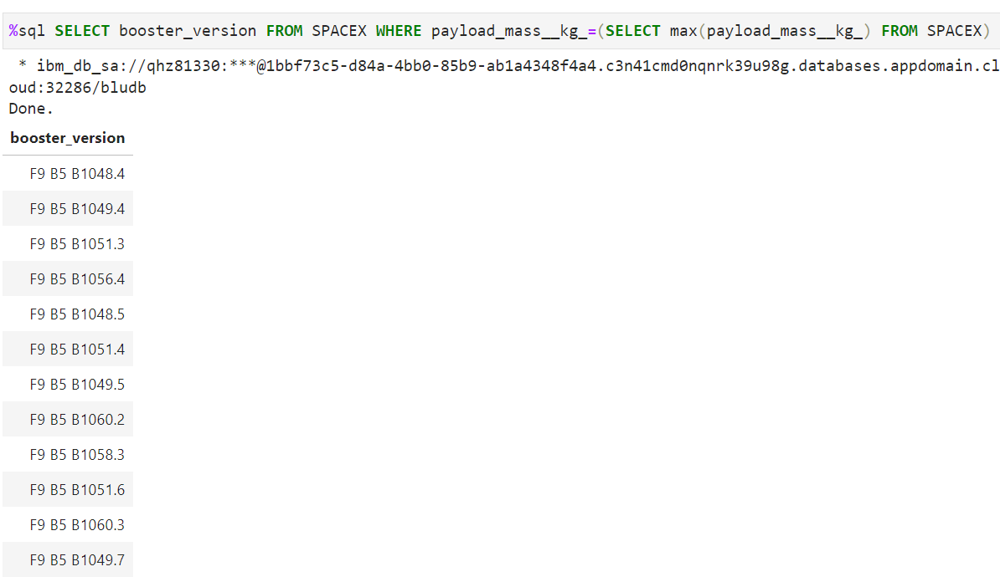 %sql SELECT booster_version FROM SPACEX WHERE payload_mass__kg_=(SELECT max(payload_mass__kg_) FROM SPACEX)
* ibm_db_sa://qhz81330:***@1bbf73c5-d84a-4bb0-85b9-ab1a4348f4a4.c3n41cmd0nqnrk39u98g.databases.appdomain.cl
oud:32286/bludb
Done.
booster_version
F9 B5 B1048.4
F9 B5 B1049.4
F9 B5 B1051.3
F9 B5 B1056.4
F9 B5 B1048.5
F9 B5 B1051.4
F9 B5 B1049.5
F9 B5 B1060.2
F9 B5 B1058.3
F9 B5 B1051.6
F9 B5 B1060.3
F9 B5 B1049.7